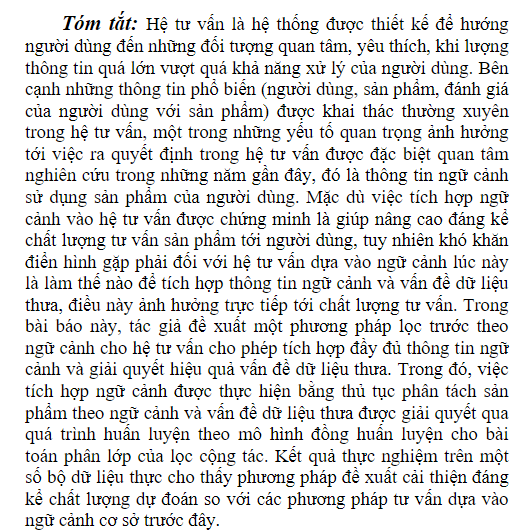 Tóm tắt: Hệ tư vấn là hệ thống được thiết kế để hướng
người dùng đến những đối tượng quan tâm, yêu thích, khi lượng
thông tin quá lớn vượt quá khả năng xử lý của người dùng. Bên
cạnh những thông tin phổ biến (người dùng, sản phẩm, đánh giá
của người dùng với sản phẩm) được khai thác thường xuyên
trong hệ tư vấn, một trong những yếu tố quan trọng ảnh hưởng
tới việc ra quyết định trong hệ tư vấn được đặc biệt quan tâm
nghiên cứu trong những năm gần đây, đó là thông tin ngữ cảnh
sử dụng sản phẩm của người dùng. Mặc dù việc tích hợp ngữ
cảnh vào hệ tư vấn được chứng minh là giúp nâng cao đáng kể
chất lượng tư vấn sản phẩm tới người dùng, tuy nhiên khó khăn
điển hình gặp phải đối với hệ tư vấn dựa vào ngữ cảnh lúc này
là làm thế nào để tích hợp thông tin ngữ cảnh và vấn đề dữ liệu
thưa, điều này ảnh hưởng trực tiếp tới chất lượng tư vấn. Trong
bài báo này, tác giả đề xuất một phương pháp lọc trước theo
ngữ cảnh cho hệ tư vấn cho phép tích hợp đầy đủ thông tin ngữ
cảnh và giải quyết hiệu quả vấn đề dữ liệu thưa. Trong đó, việc
tích hợp ngữ cảnh được thực hiện bằng thủ tục phân tách sản
phẩm theo ngữ cảnh và vấn đề dữ liệu thưa được giải quyết qua
quá trình huấn luyện theo mô hình đồng huấn luyện cho bài
toán phân lớp của lọc cộng tác. Kết quả thực nghiệm trên một
số bộ dữ liệu thực cho thấy phương pháp đề xuất cải thiện đáng
kể chất lượng dự đoán so với các phương pháp tư vấn dựa vào
ngữ cảnh cơ sở trước đây.